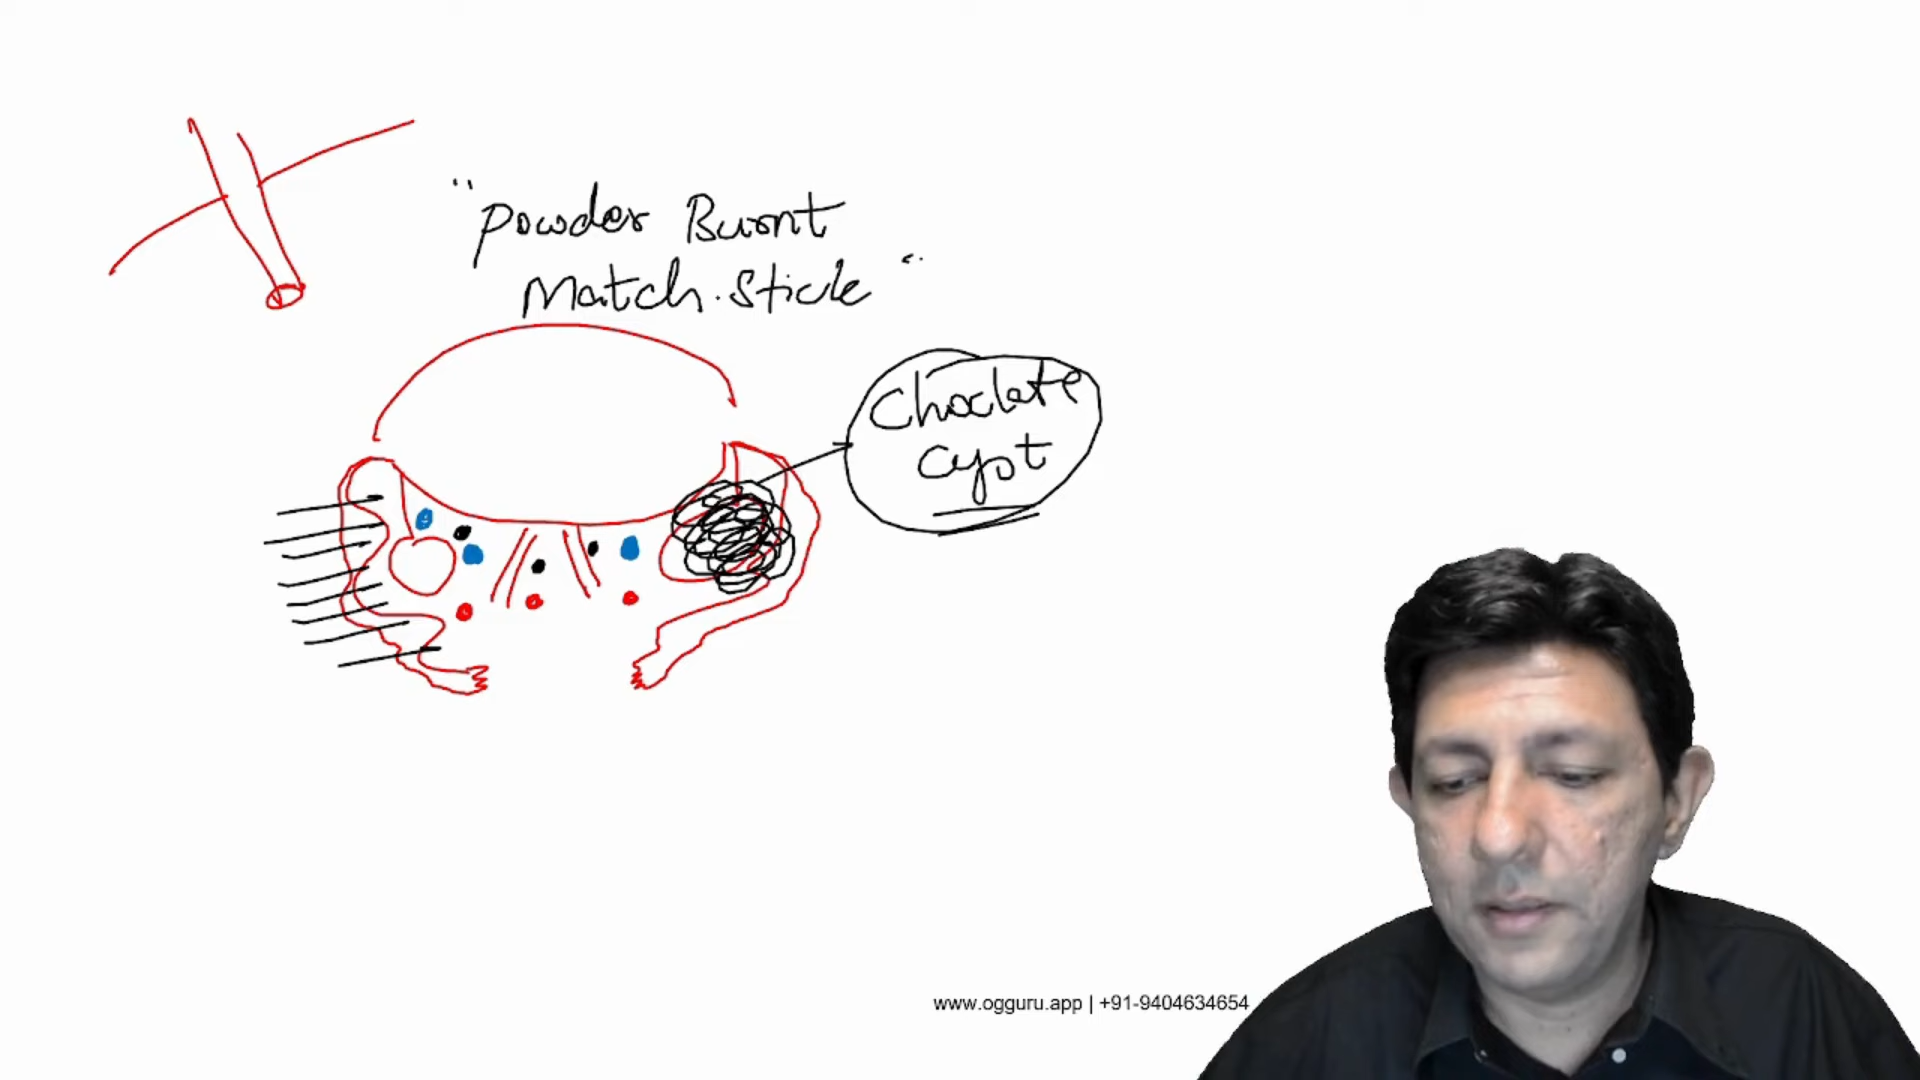 "Powder Burnt
Match.Stick"
Choclate
Cyst
www.ogguru.app | +91-9404634654